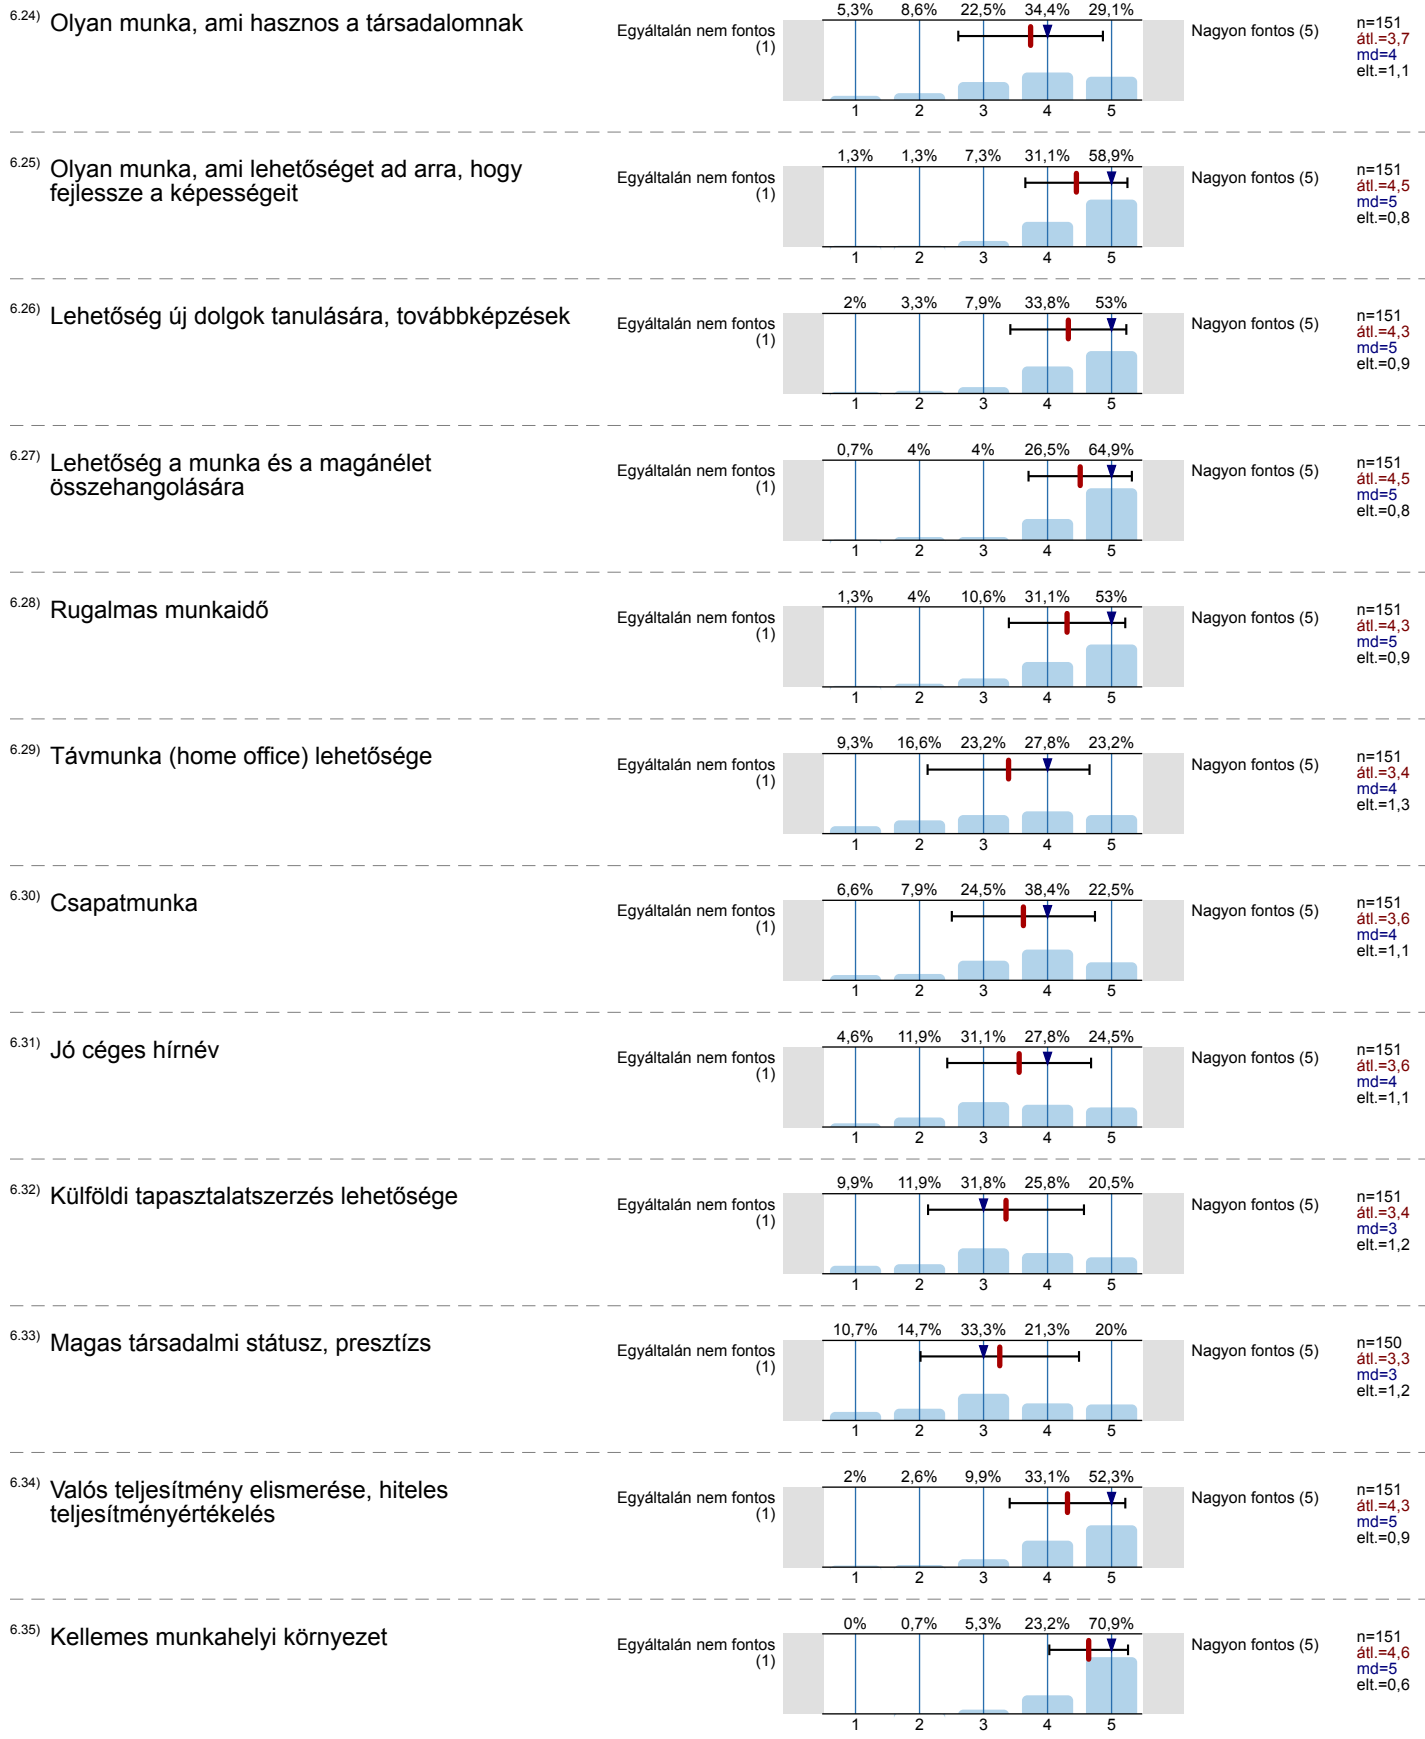 6.24) Olyan munka, ami hasznos a társadalomnak
5,3% 8,6% 22,5% 34,4% 29,1%
Egyáltalán nem fontos
(1)
Nagyon fontos (5)
n=151
átl.=3,7
md=4
elt.=1,1
1 2 3 4 5
6.25) Olyan munka, ami lehetőséget ad arra, hogy
fejlessze a képességeit
1,3% 1,3% 7,3% 31,1% 58,9%
Egyáltalán nem fontos
(1)
Nagyon fontos (5)
n=151
átl.=4,5
md=5
elt.=0,8
1 2 3 4 5
6.26) Lehetőség új dolgok tanulására, továbbképzések
2% 3,3% 7,9% 33,8% 53%
Egyáltalán nem fontos
(1)
Nagyon fontos (5)
n=151
átl.=4,3
md=5
elt.=0,9
1 2 3 4 5
6.27) Lehetőség a munka és a magánélet
összehangolására
0,7% 4% 4% 26,5% 64,9%
Egyáltalán nem fontos
(1)
Nagyon fontos (5)
n=151
átl.=4,5
md=5
elt.=0,8
1 2 3 4 5
6.28) Rugalmas munkaidő
1,3% 4% 10,6% 31,1% 53%
Egyáltalán nem fontos
(1)
Nagyon fontos (5)
n=151
átl.=4,3
md=5
elt.=0,9
1 2 3 4 5
6.29) Távmunka (home office) lehetősége
9,3% 16,6% 23,2% 27,8% 23,2%
Egyáltalán nem fontos
(1)
Nagyon fontos (5)
n=151
átl.=3,4
md=4
elt.=1,3
1 2 3 4 5
6.30) Csapatmunka
6,6% 7,9% 24,5% 38,4% 22,5%
Egyáltalán nem fontos
(1)
Nagyon fontos (5)
n=151
átl.=3,6
md=4
elt.=1,1
1 2 3 4 5
6.31) Jó céges hírnév
4,6% 11,9% 31,1% 27,8% 24,5%
Egyáltalán nem fontos
(1)
Nagyon fontos (5)
n=151
átl.=3,6
md=4
elt.=1,1
1 2 3 4 5
6.32) Külföldi tapasztalatszerzés lehetősége
9,9% 11,9% 31,8% 25,8% 20,5%
Egyáltalán nem fontos
(1)
Nagyon fontos (5)
n=151
átl.=3,4
md=3
elt.=1,2
1 2 3 4 5
6.33) Magas társadalmi státusz, presztízs
10,7% 14,7% 33,3% 21,3% 20%
Egyáltalán nem fontos
(1)
Nagyon fontos (5)
n=150
átl.=3,3
md=3
elt.=1,2
1 2 3 4 5
6.34) Valós teljesítmény elismerése, hiteles
teljesítményértékelés
2% 2,6% 9,9% 33,1% 52,3%
Egyáltalán nem fontos
(1)
Nagyon fontos (5)
n=151
átl.=4,3
md=5
elt.=0,9
1 2 3 4 5
6.35) Kellemes munkahelyi környezet
0% 0,7% 5,3% 23,2% 70,9%
Egyáltalán nem fontos
(1)
Nagyon fontos (5)
n=151
átl.=4,6
md=5
elt.=0,6
1 2 3 4 5